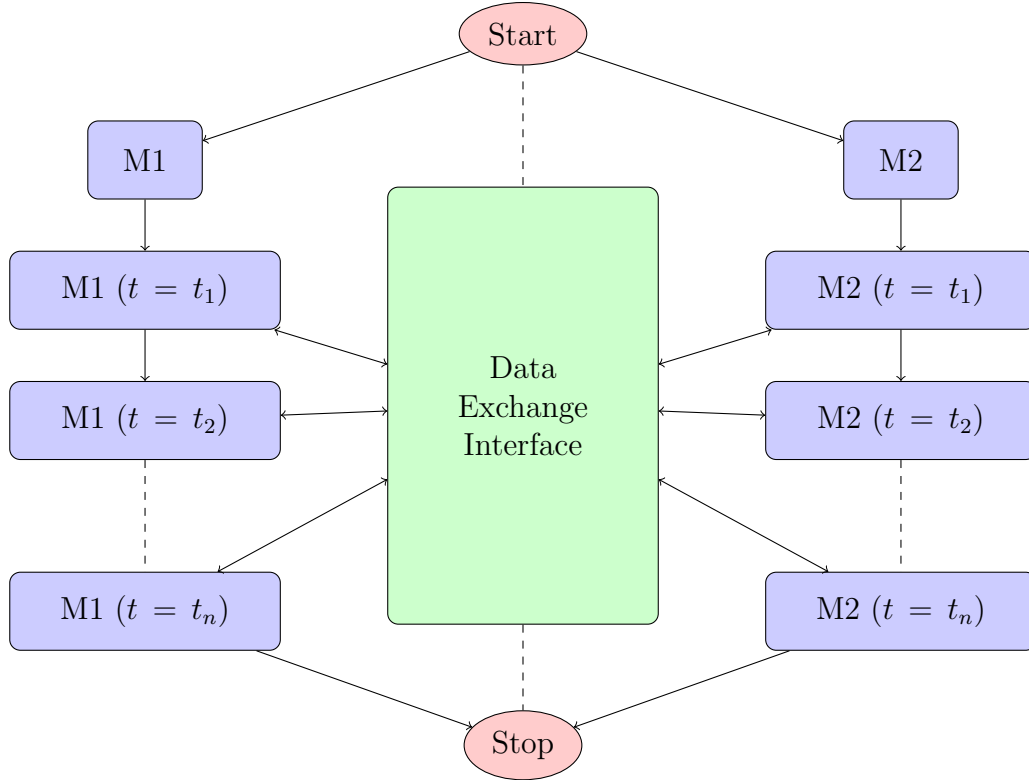 Start
M1
M2
M1 (t = t₁)
M2 (t = t₁)
Data
Exchange
Interface
M1 (t = t₂)
M2 (t = t₂)
M1 (t = tₙ)
M2 (t = tₙ)
Stop